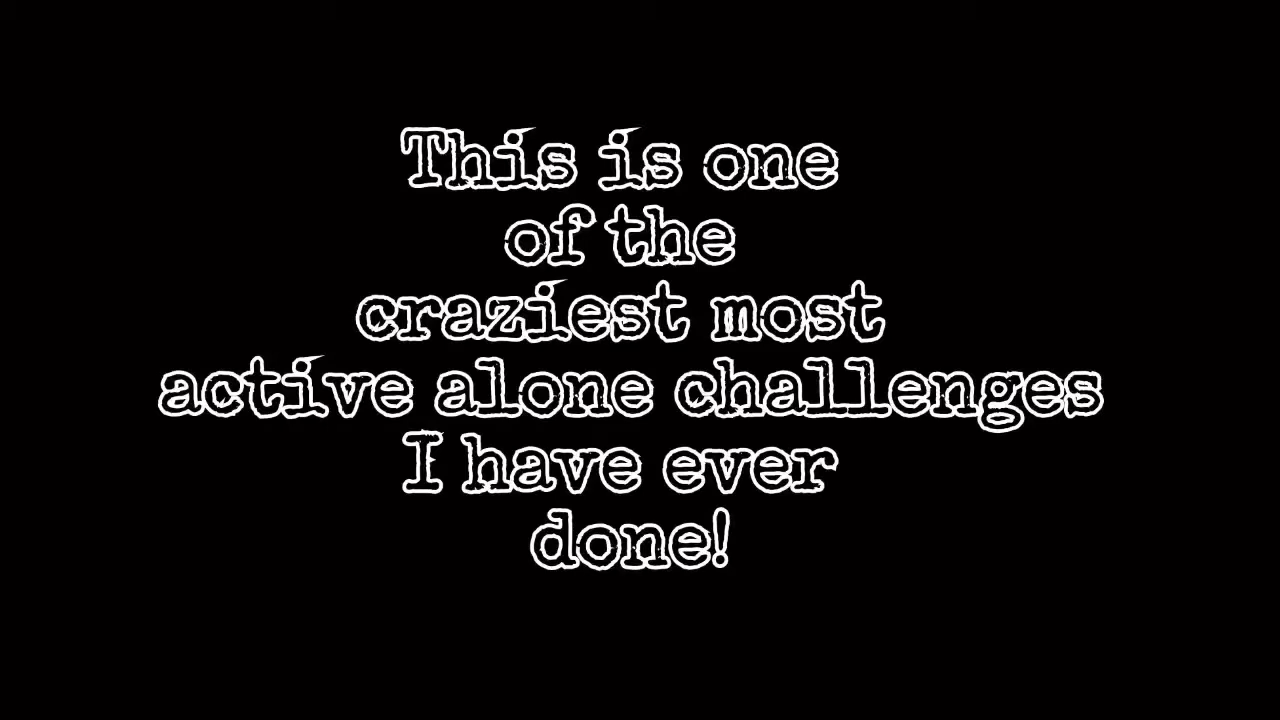 This is one
of the
craziest most
active alone challenges
I have ever
done!